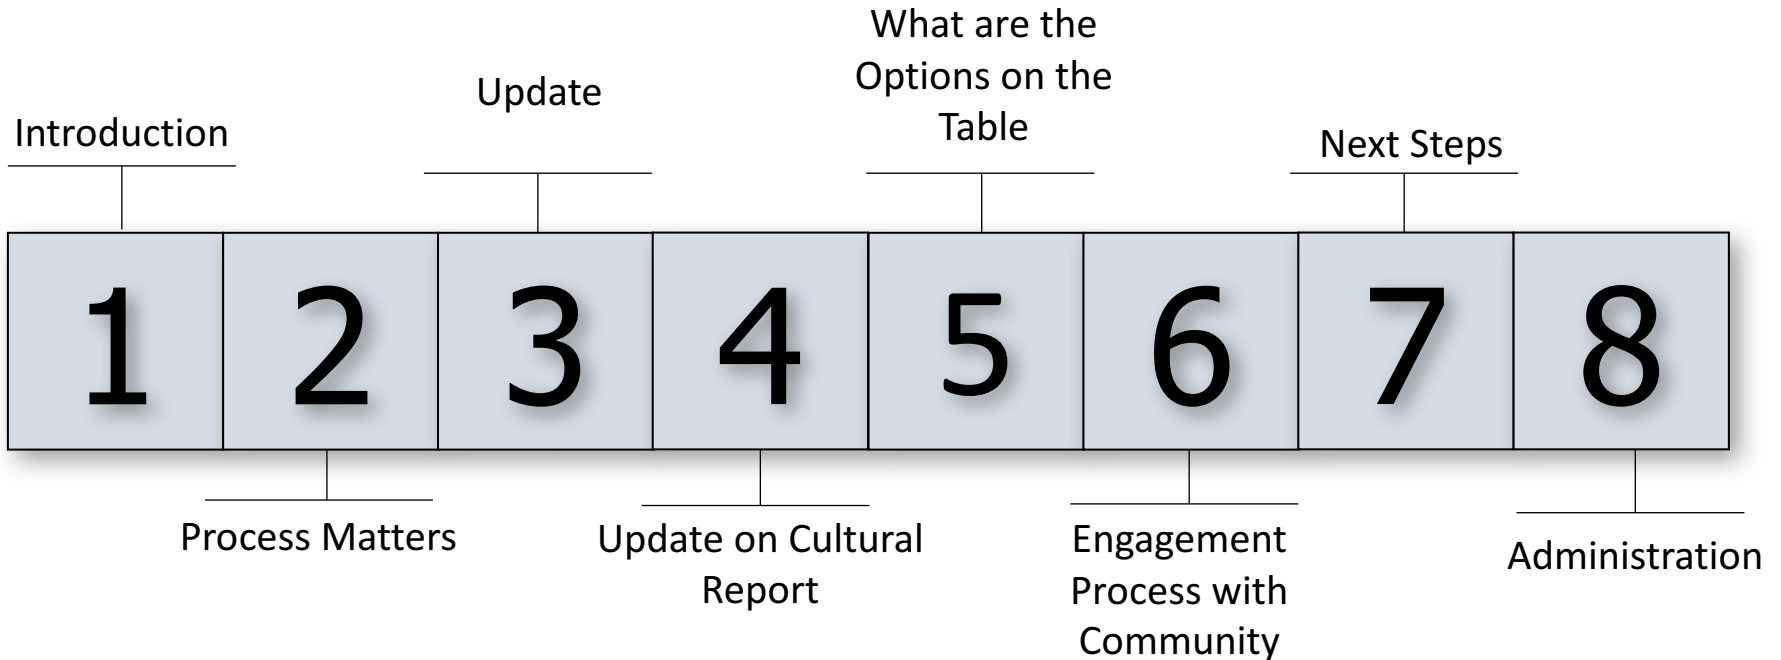 What are the
Options on the
Table
Update
Introduction
Next Steps
1 2 3 4 5 6 7 8
Process Matters
Update on Cultural
Report
Engagement
Process with
Community
Administration